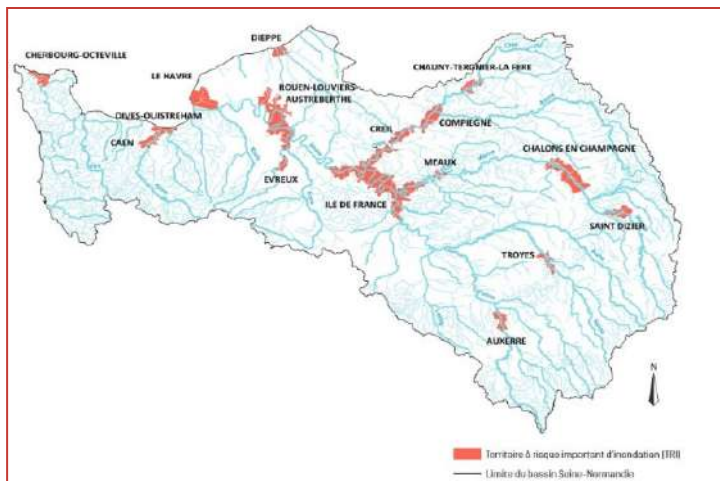 DIEPPE
CHERBOURG-OCTEVILLE
CHAUNY-TERGNIER-LA FERE
LE HAVRE
ROUEN-LOUVIERS-
AUSTREBERTHE
DIVES-OUISTREHAM
CREIL
COMPIEGNE
CAEN
MEAUX
CHALONS EN CHAMPAGNE
EVREUX
ILE DE FRANCE
SAINT DIZIER
TROYES
AUXERRE
N
Territoire à risque important d'inondation (TRI)
Limite du bassin Seine-Normandie